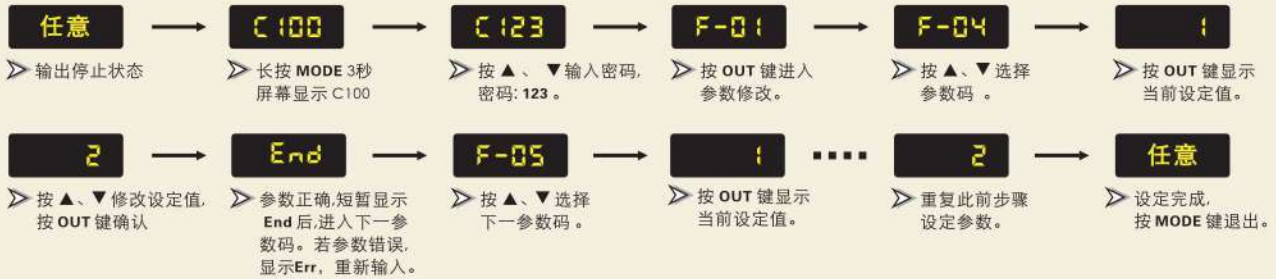 任意
C100
C123
F-01
F-04
1
输出停止状态
长按 MODE 3秒
屏幕显示 C100
按 ▲、 ▼输入密码,
密码: 123 。
按 OUT 键进入
参数修改。
按 ▲、▼ 选择
参数码 。
按 OUT 键显示
当前设定值。
2
End
F-05
1
2
任意
按 ▲、▼ 修改设定值,
按 OUT 键确认
参数正确,短暂显示
End 后,进入下一参
数码。若参数错误,
显示Err, 重新输入。
按 ▲、▼ 选择
下一参数码 。
按 OUT 键显示
当前设定值。
重复此前步骤
设定参数。
设定完成,
按 MODE 键退出。